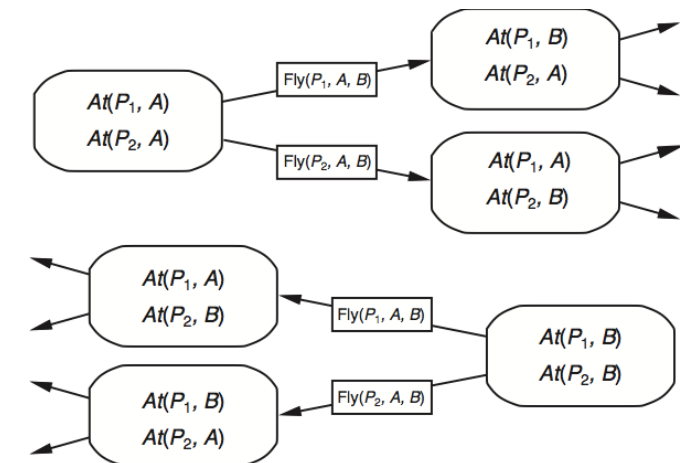 At(P₁, A)
At(P₂, A)
Fly(P₁, A, B)
Fly(P₂, A, B)
At(P₁, B)
At(P₂, A)
At(P₁, A)
At(P₂, B)
At(P₁, A)
At(P₂, B)
At(P₁, B)
At(P₂, A)
Fly(P₁, A, B)
Fly(P₂, A, B)
At(P₁, B)
At(P₂, B)